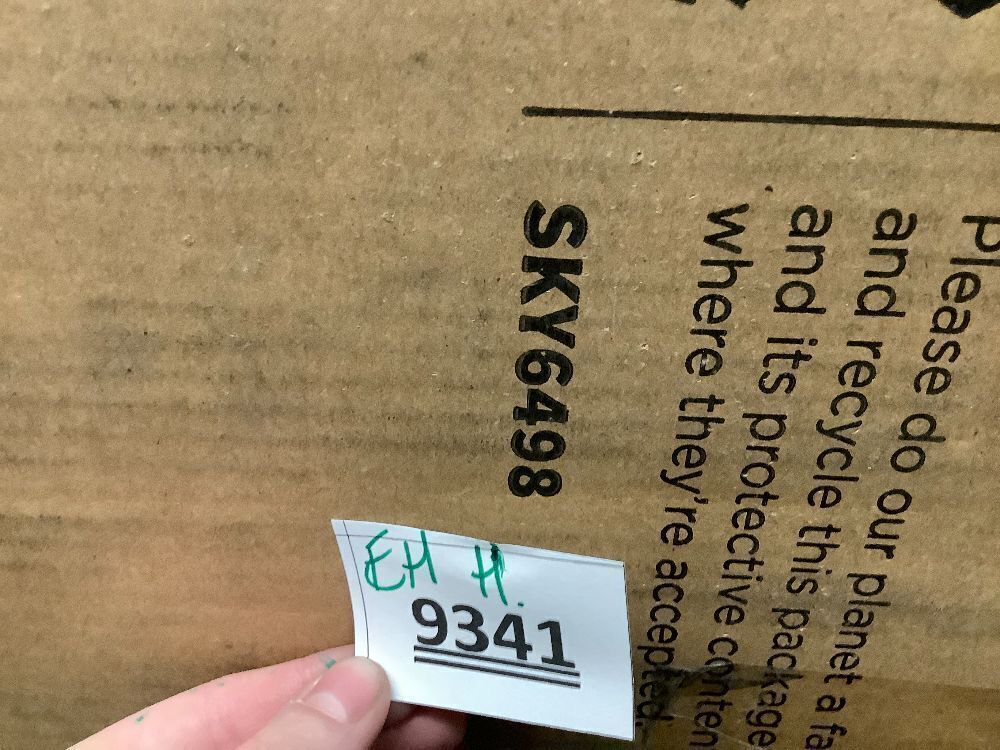 Please do our planet a fa
and recycle this package
and its protective conten
where they're accepted.
SKY6498
EH H.
9341